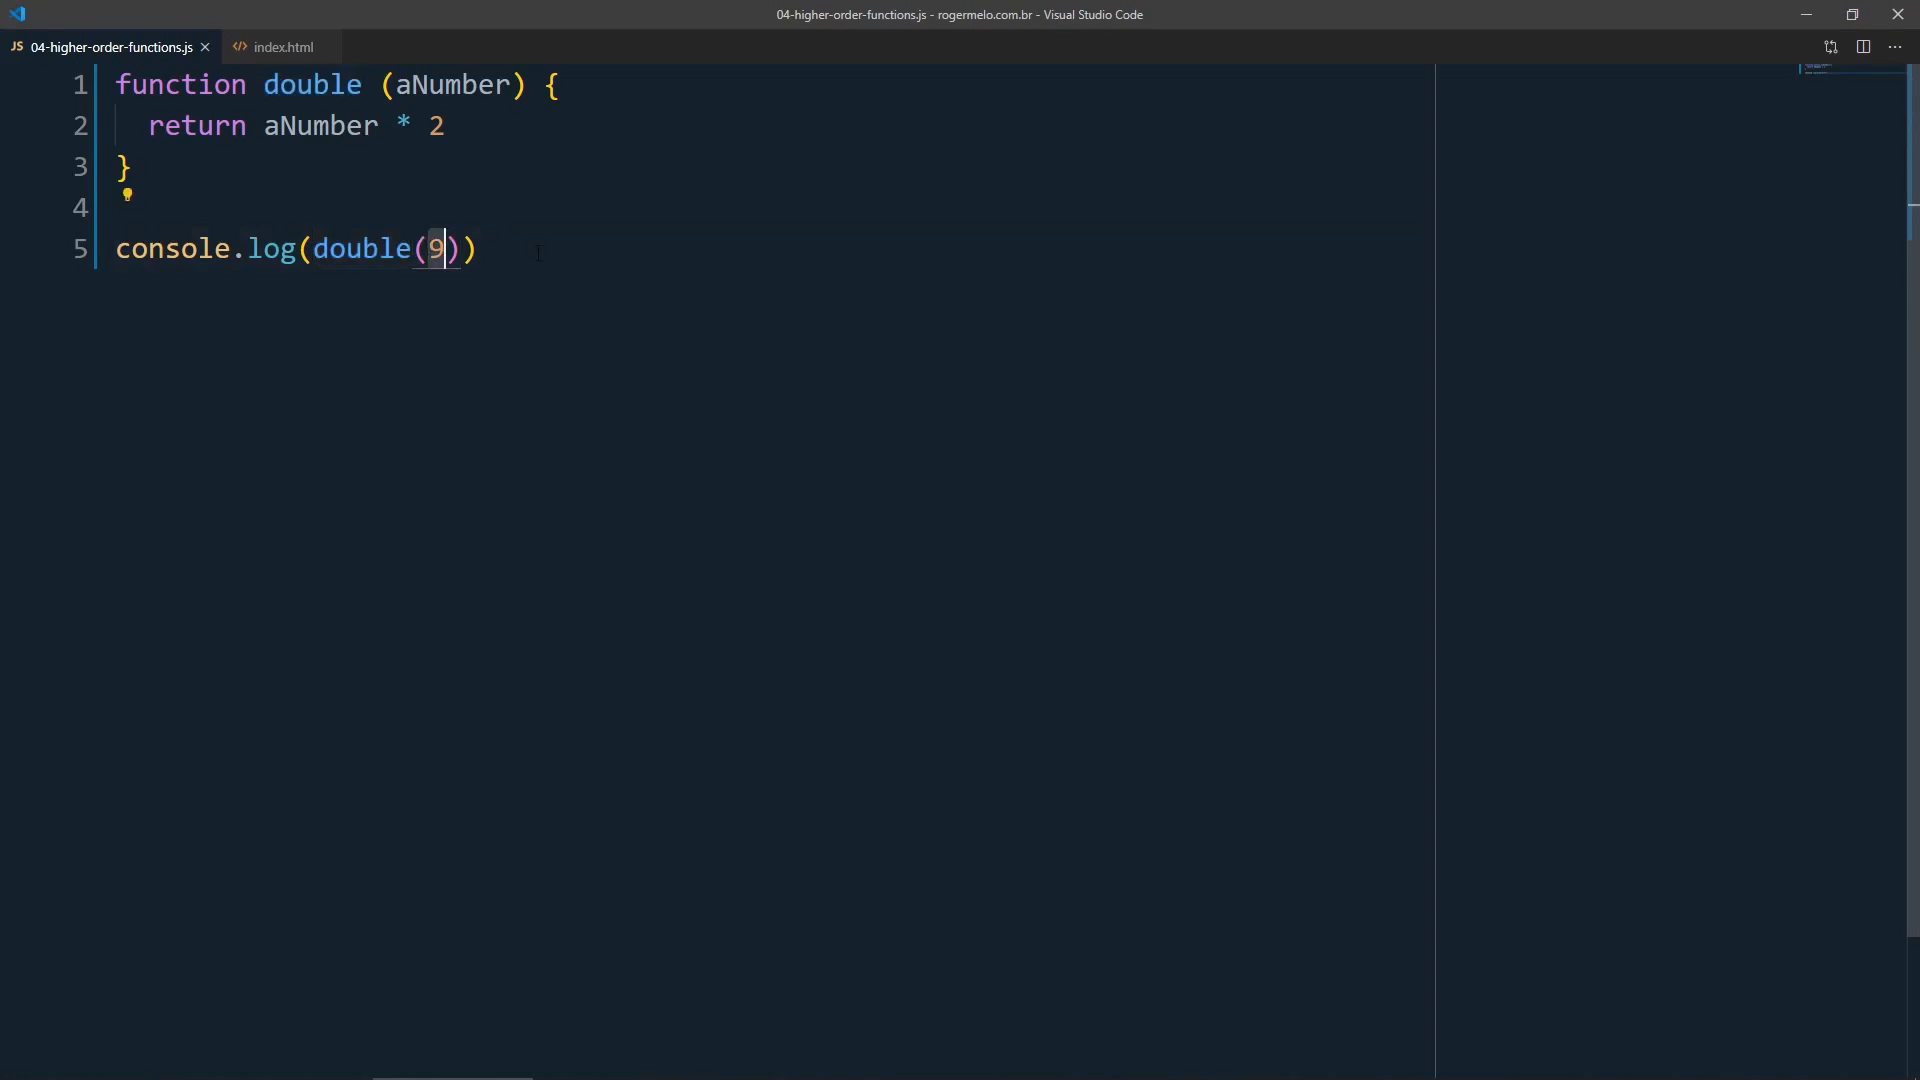 04-higher-order-functions.js - rogermelo.com.br - Visual Studio Code
JS 04-higher-order-functions.js index.html
1 function double (aNumber) {
2   return aNumber * 2
3 }
4
5 console.log(double(9))